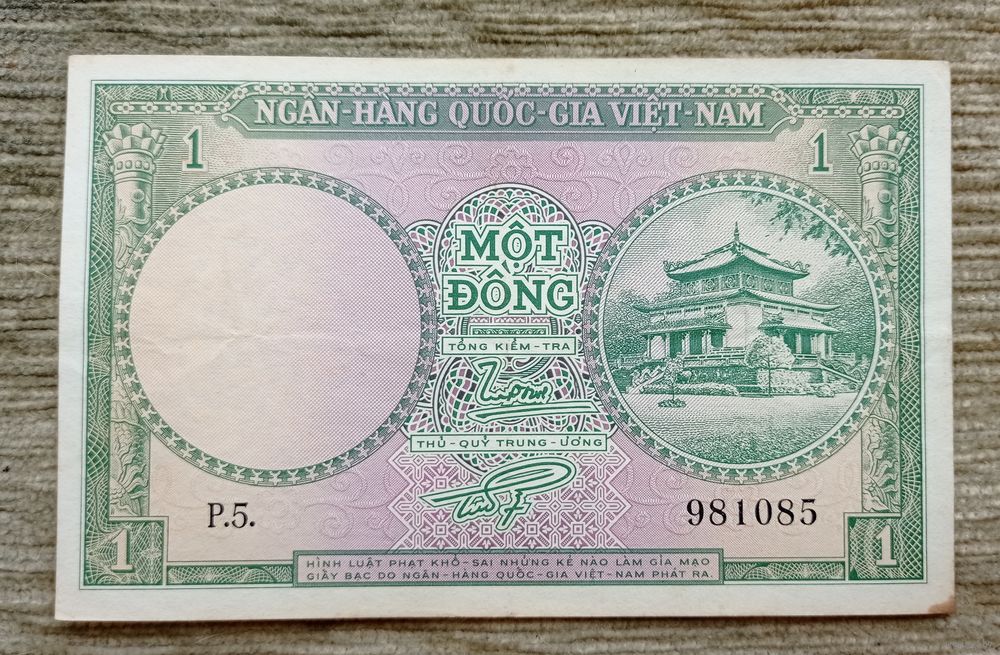 NGÂN-HÀNG QUỐC-GIA VIỆT-NAM
1 1
MỘT
ĐỒNG
TỔNG KIỂM-TRA
THỦ-QUỸ TRUNG-ƯƠNG
P.5. 981085
1 1
HÌNH LUẬT PHẠT KHỔ-SAI NHỮNG KẺ NÀO LÀM GIẢ MẠO
GIẤY BẠC DO NGÂN-HÀNG QUỐC-GIA VIỆT-NAM PHÁT RA.